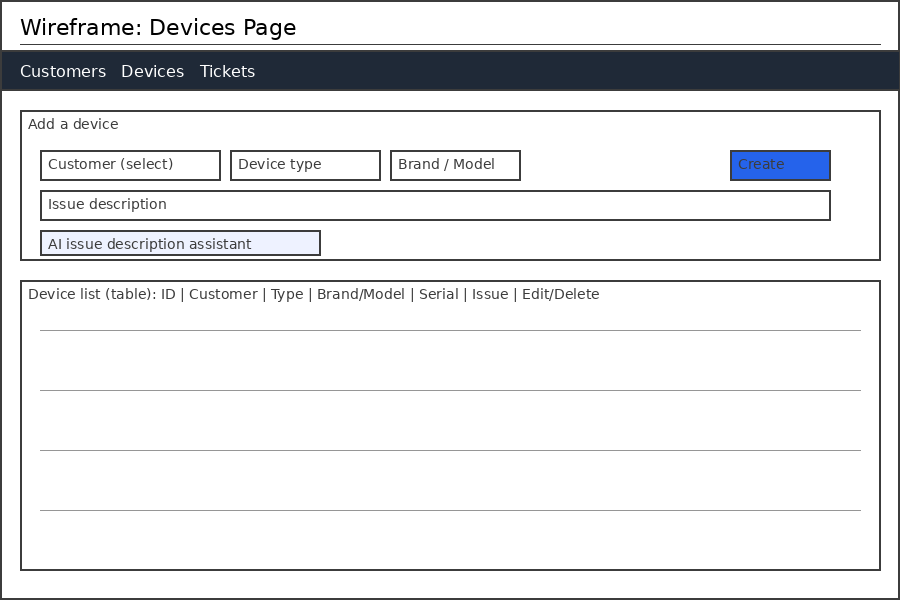 Wireframe: Devices Page
Customers Devices Tickets
Add a device
Customer (select) Device type Brand / Model Create
Issue description
AI issue description assistant
Device list (table): ID | Customer | Type | Brand/Model | Serial | Issue | Edit/Delete